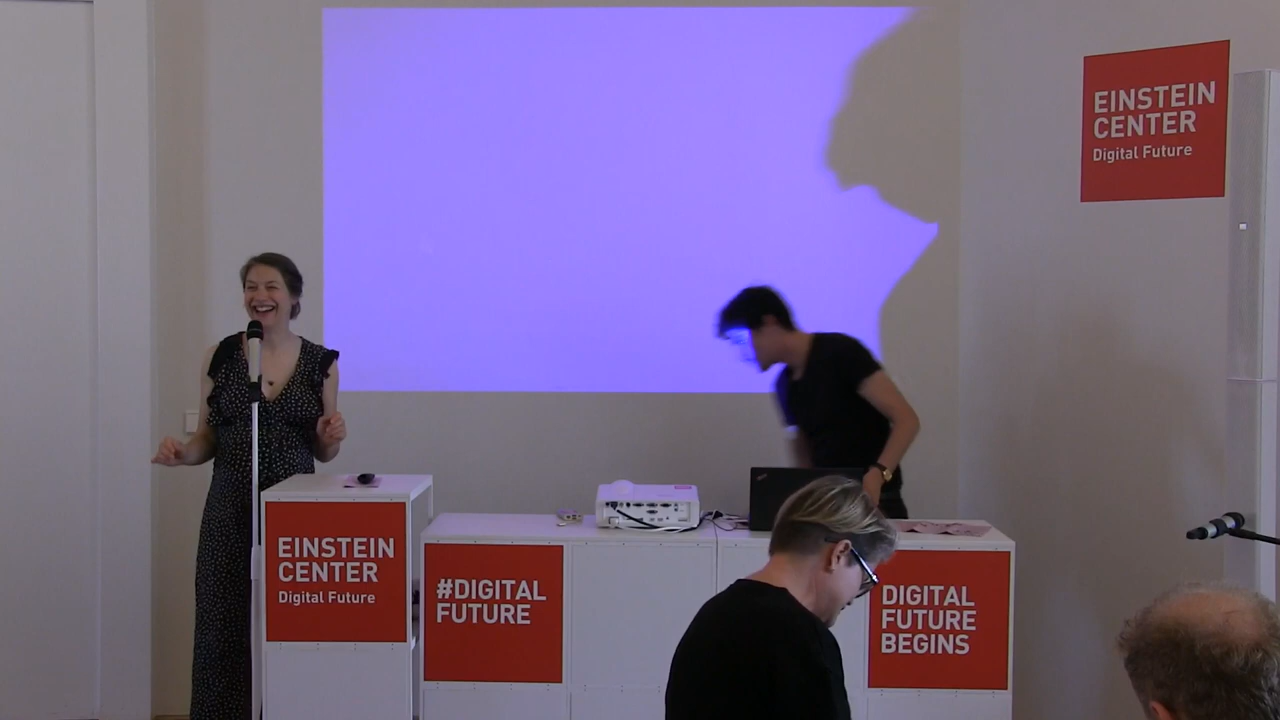 EINSTEIN
CENTER
Digital Future
EINSTEIN
CENTER
Digital Future
#DIGITAL
FUTURE
DIGITAL
FUTURE
BEGINS